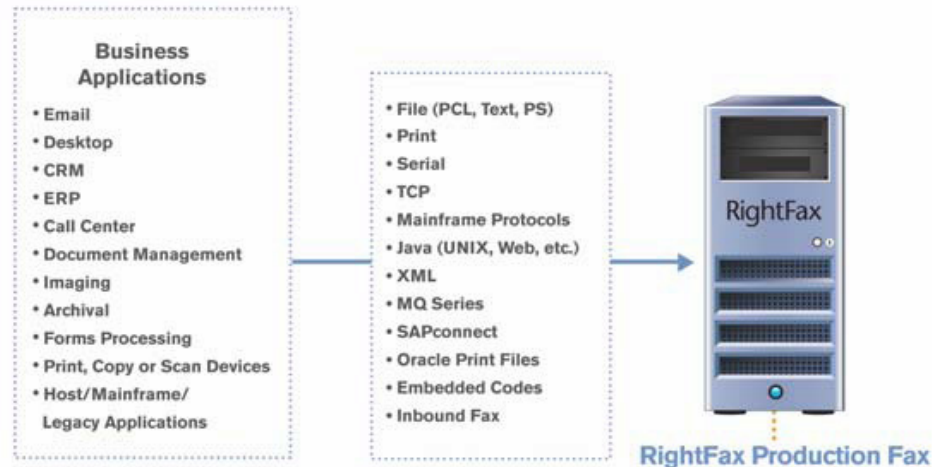 Business
Applications
• Email
• Desktop
• CRM
• ERP
• Call Center
• Document Management
• Imaging
• Archival
• Forms Processing
• Print, Copy or Scan Devices
• Host/Mainframe/
Legacy Applications
• File (PCL, Text, PS)
• Print
• Serial
• TCP
• Mainframe Protocols
• Java (UNIX, Web, etc.)
• XML
• MQ Series
• SAPconnect
• Oracle Print Files
• Embedded Codes
• Inbound Fax
RightFax
RightFax Production Fax